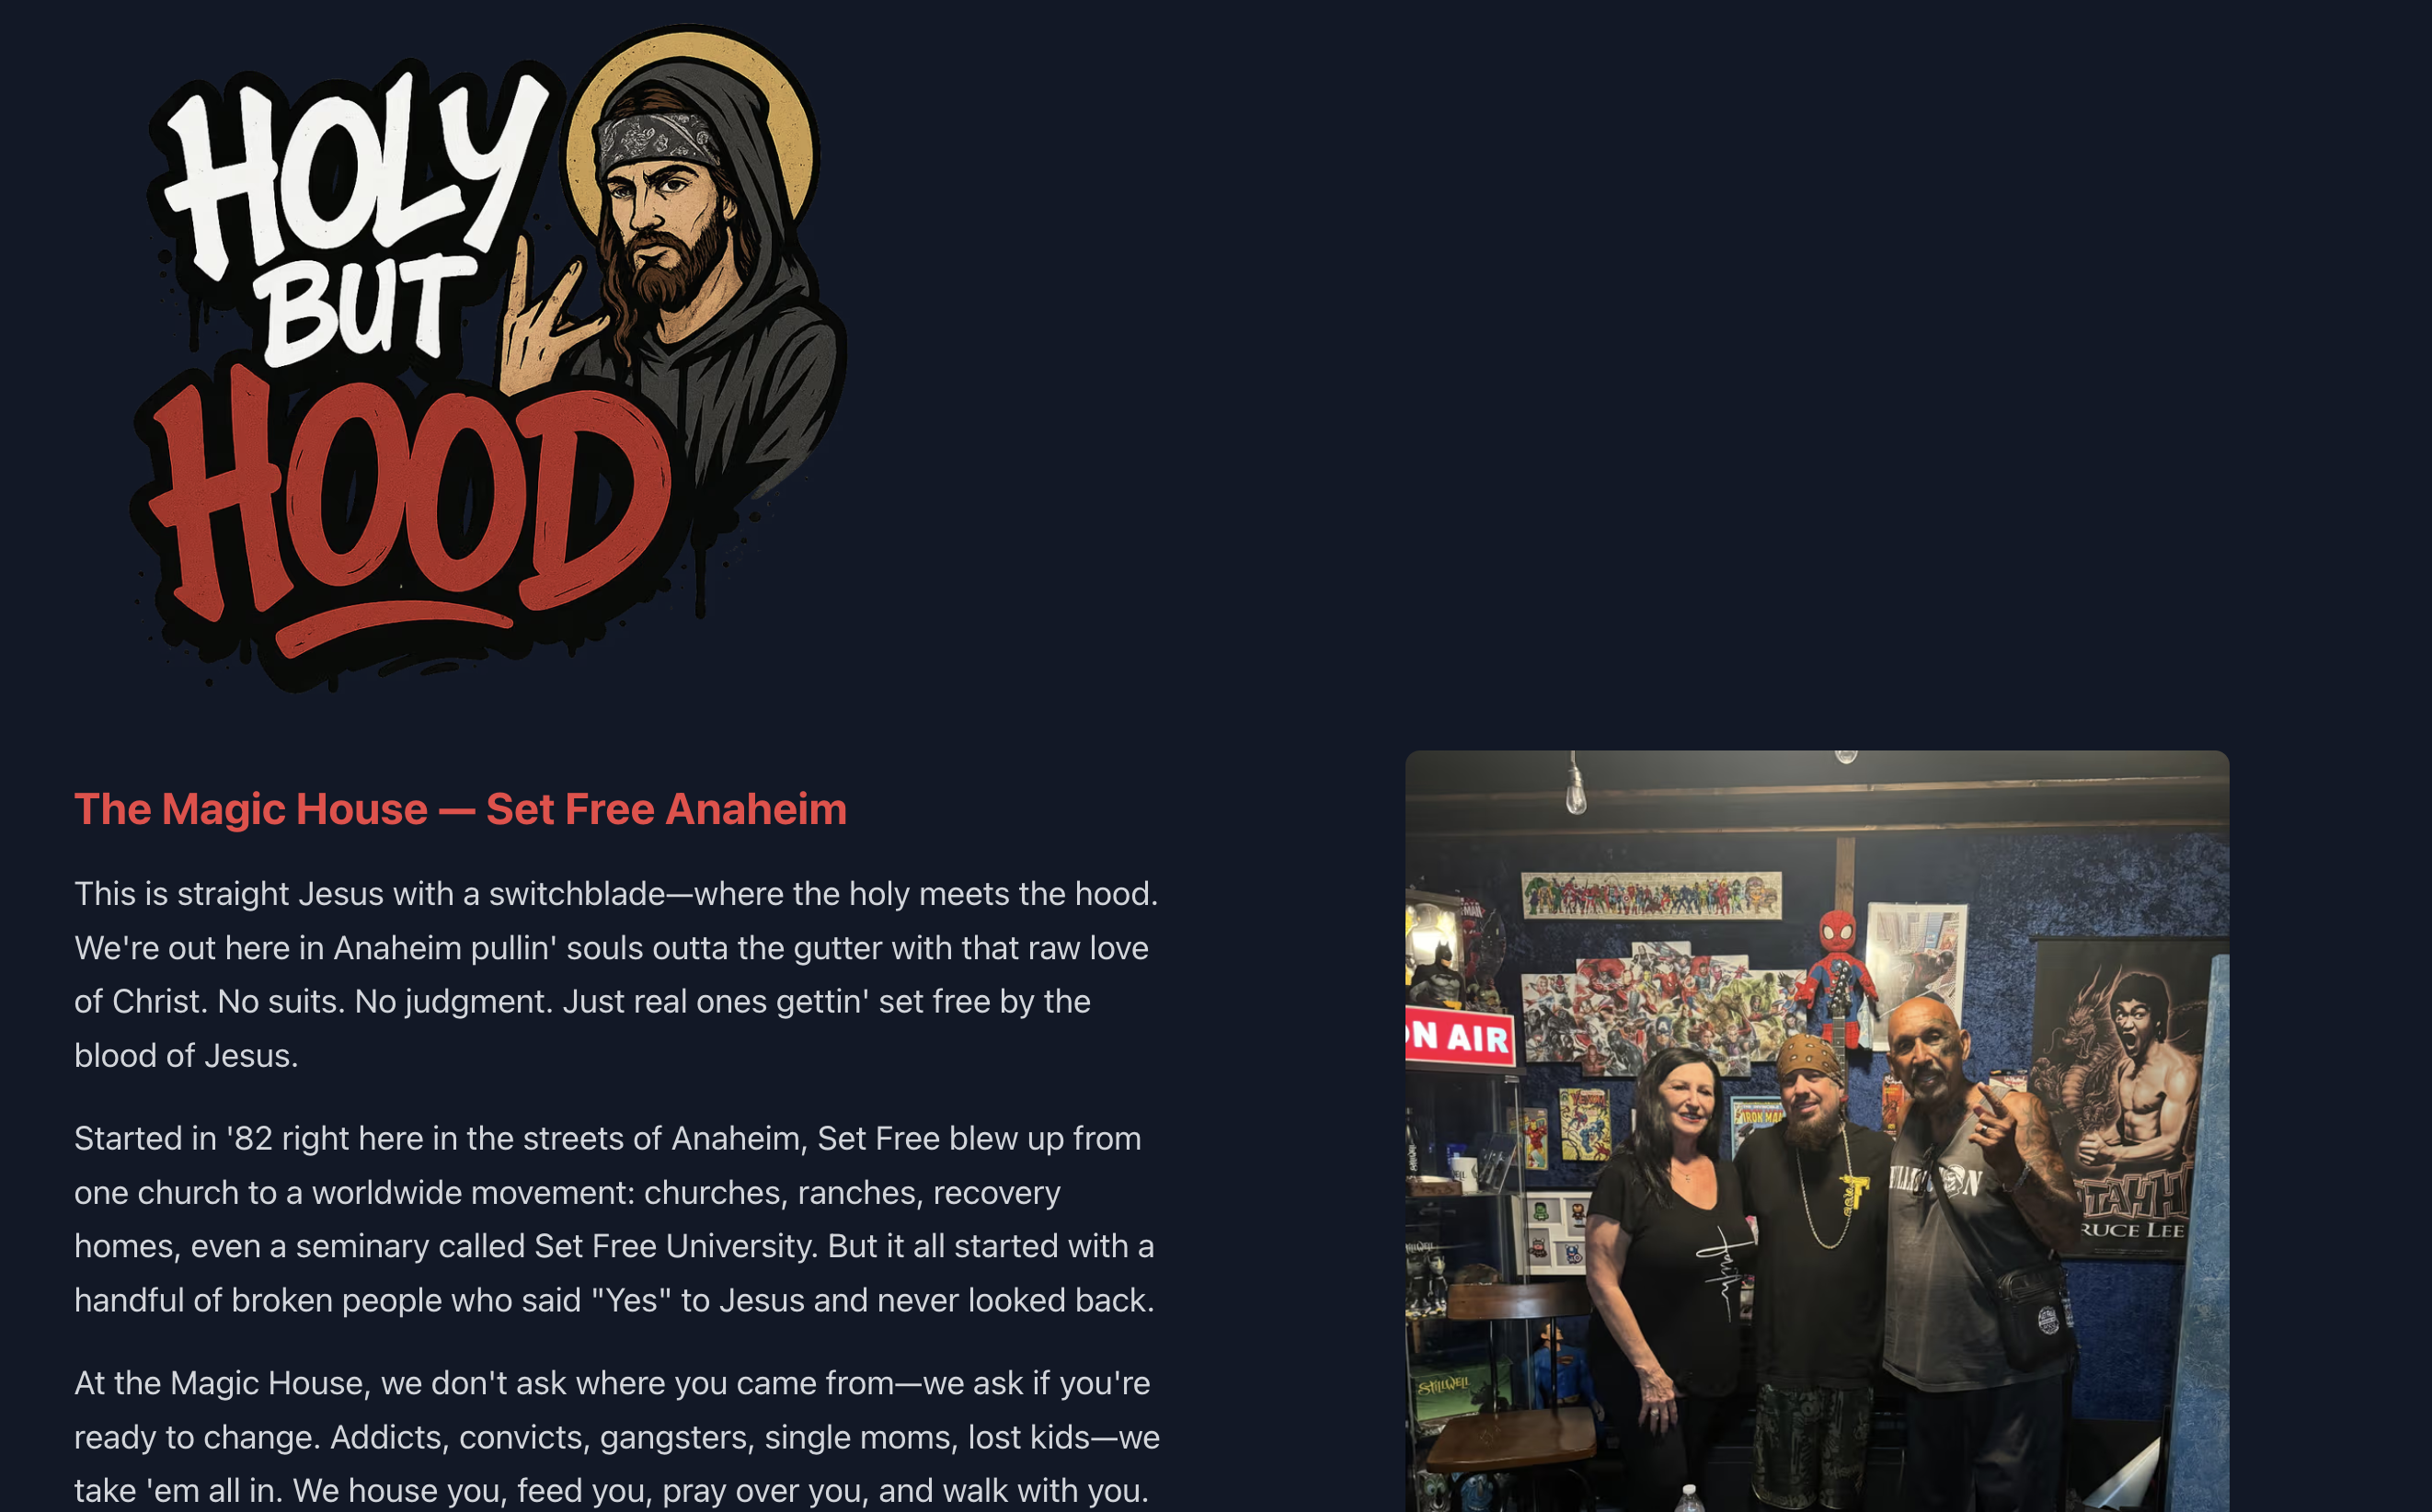 HOLY
BUT
HOOD
The Magic House — Set Free Anaheim
This is straight Jesus with a switchblade—where the holy meets the hood.
We're out here in Anaheim pullin' souls outta the gutter with that raw love
of Christ. No suits. No judgment. Just real ones gettin' set free by the
blood of Jesus.
Started in '82 right here in the streets of Anaheim, Set Free blew up from
one church to a worldwide movement: churches, ranches, recovery
homes, even a seminary called Set Free University. But it all started with a
handful of broken people who said "Yes" to Jesus and never looked back.
At the Magic House, we don't ask where you came from—we ask if you're
ready to change. Addicts, convicts, gangsters, single moms, lost kids—we
take 'em all in. We house you, feed you, pray over you, and walk with you.
N AIR
VENOM
IRON MAN
Faith
TAHH
RUCE LEE
STILLWELL